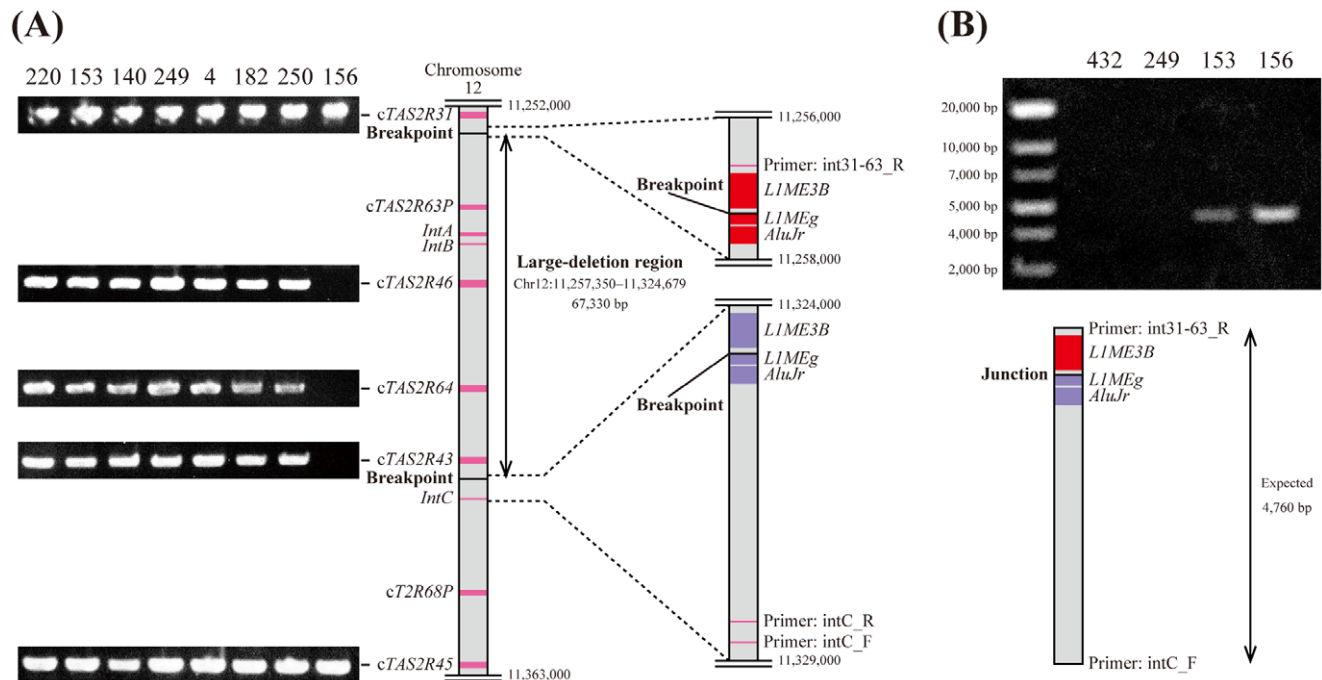 (A)
220 153 140 249 4 182 250 156
Chromosome
12
11,252,000
cTAS2R31
Breakpoint
cTAS2R63P
IntA
IntB
cTAS2R46
cTAS2R64
cTAS2R43
Breakpoint
IntC
cT2R68P
cTAS2R45
11,363,000
Large-deletion region
Chr12:11,257,350–11,324,679
67,330 bp
11,256,000
Primer: int31-63_R
Breakpoint
L1ME3B
L1MEg
AluJr
11,258,000
11,324,000
L1ME3B
L1MEg
AluJr
Breakpoint
Primer: intC_R
Primer: intC_F
11,329,000
(B)
432 249 153 156
20,000 bp
10,000 bp
7,000 bp
5,000 bp
4,000 bp
2,000 bp
Primer: int31-63_R
L1ME3B
Junction
L1MEg
AluJr
Expected
4,760 bp
Primer: intC_F